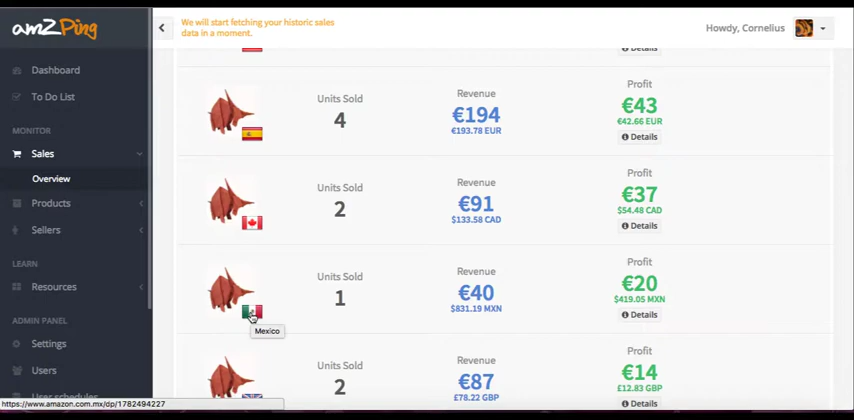 amzPing
We will start fetching your historic sales
data in a moment.
Howdy, Cornelius
Dashboard
To Do List
MONITOR
Sales
Overview
Products
Sellers
LEARN
Resources
ADMIN PANEL
Settings
Users
User schedules
Details
Units Sold
4
Revenue
€194
€193.78 EUR
Profit
€43
€42.66 EUR
Details
Units Sold
2
Revenue
€91
$133.58 CAD
Profit
€37
$54.48 CAD
Details
Units Sold
1
Revenue
€40
$831.19 MXN
Profit
€20
$419.05 MXN
Details
Mexico
Units Sold
2
Revenue
€87
£78.22 GBP
Profit
€14
£12.83 GBP
Details
https://www.amazon.com.mx/dp/1782494227